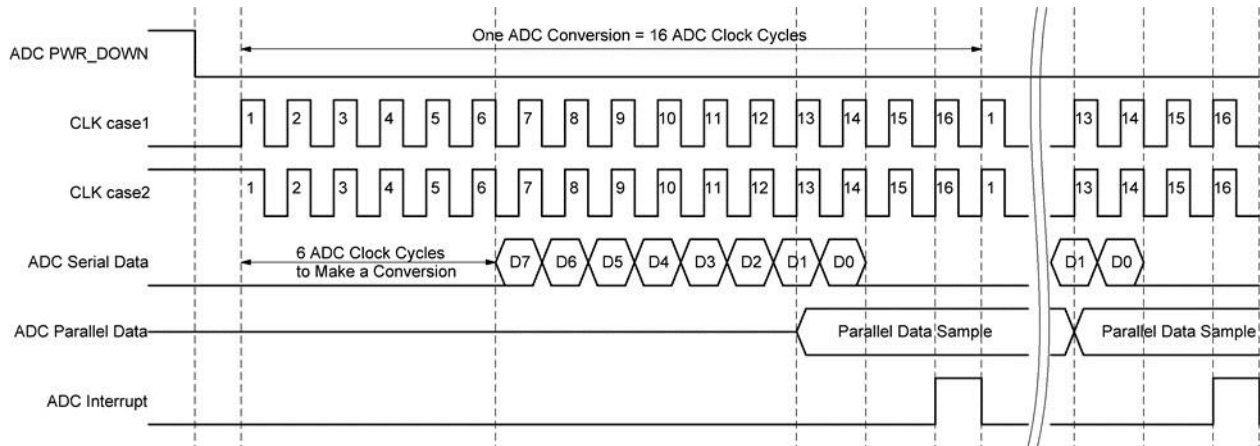 One ADC Conversion = 16 ADC Clock Cycles
ADC PWR_DOWN
CLK case1 1 2 3 4 5 6 7 8 9 10 11 12 13 14 15 16 1 13 14 15 16
CLK case2 1 2 3 4 5 6 7 8 9 10 11 12 13 14 15 16 1 13 14 15 16
6 ADC Clock Cycles
to Make a Conversion
ADC Serial Data D7 D6 D5 D4 D3 D2 D1 D0 D1 D0
ADC Parallel Data Parallel Data Sample Parallel Data Sample
ADC Interrupt